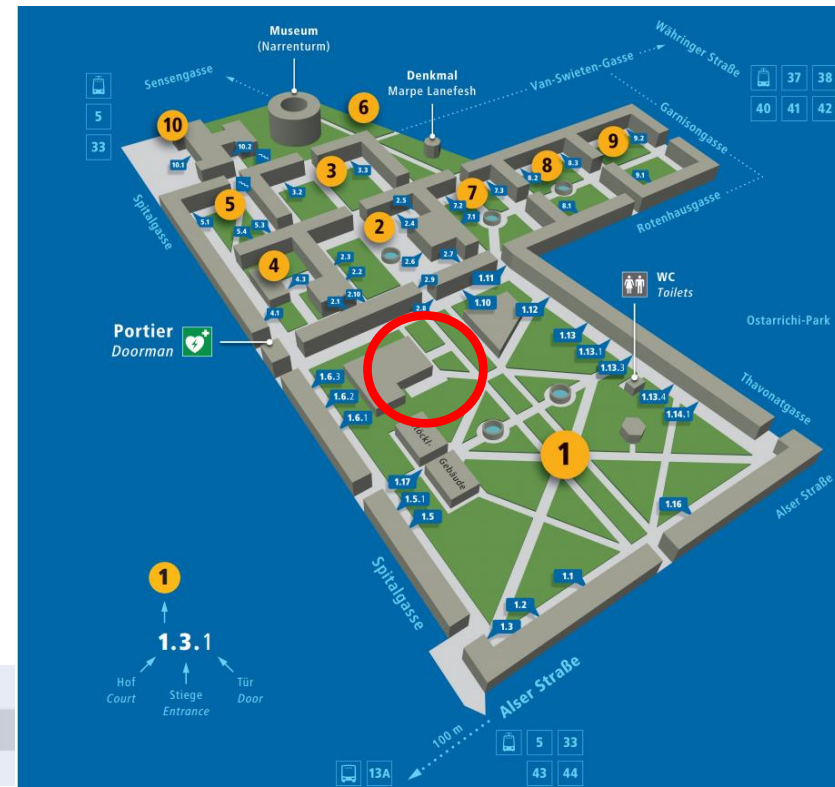 Museum
(Narrenturm)
Sensengasse
Denkmal
Marpe Lanefesh
Van-Swieten-Gasse
Währinger Straße
37 38
40 41 42
5
33
Garnisongasse
Rotenhausgasse
Spitalgasse
10
6
9
8
3
7
5
2
4
10.1
10.2
3.3
3.2
9.2
8.3
8.2
9.1
7.3
7.2
7.1
8.1
2.5
2.4
5.1
5.3
5.4
2.6
2.7
2.3
2.2
4.3
2.9
2.10
2.1
4.1
2.8
1.11
1.10
1.12
WC
Toilets
Ostarrichi-Park
Portier
Doorman
1.13
1.13.1
1.13.3
1.13.4
1.14.1
Thavonatgasse
1.6.3
1.6.2
1.6.1
Gebäude
1
1.17
1.5.1
1.5
1.16
Alser Straße
Spitalgasse
1.1
1.2
1.3
1
1.3.1
Hof
Court
Stiege
Entrance
Tür
Door
Alser Straße
100 m
13A
5 33
43 44